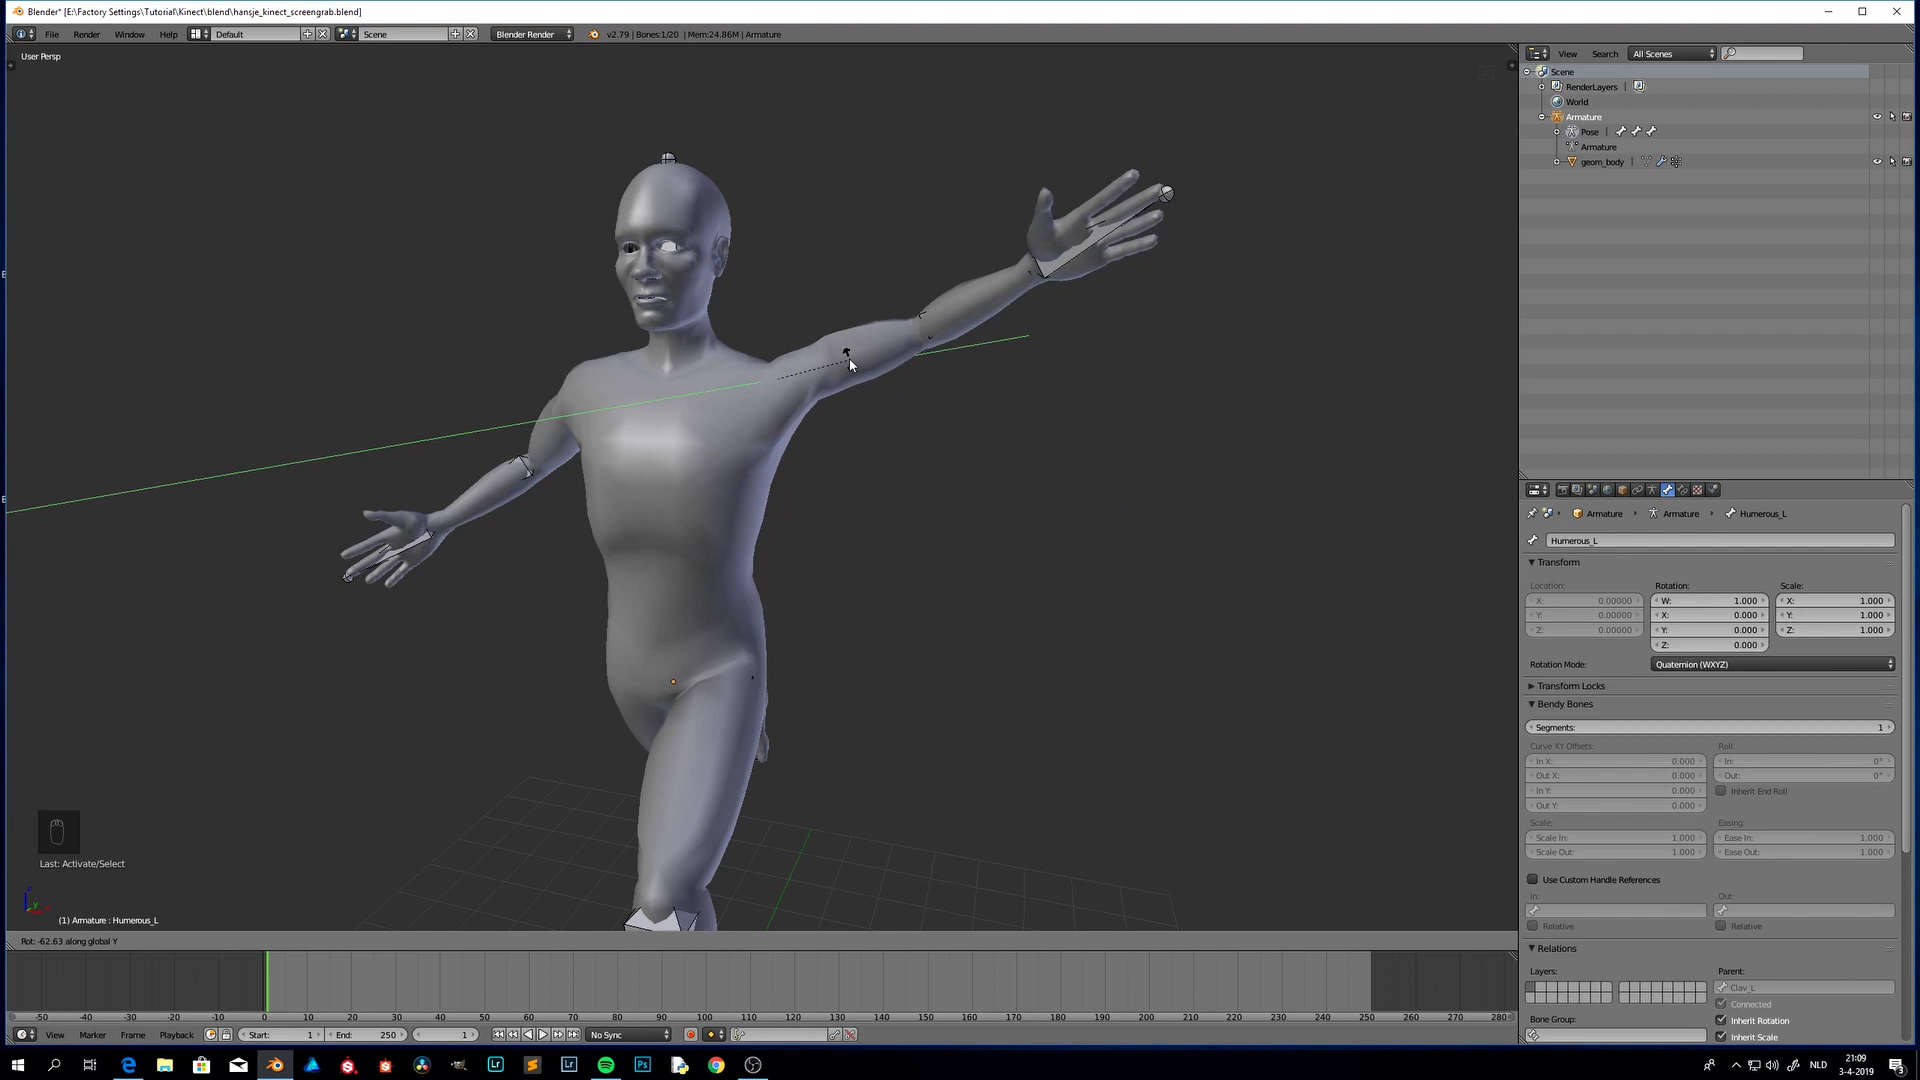 Blender* [E:\Factory Settings\Tutorial\Kinect\blend\hansje_kinect_screengrab.blend]
File Render Window Help Default Scene Blender Render v2.79 | Bones:1/20 | Mem:24.86M | Armature
User Persp
View Search All Scenes
Scene
RenderLayers
World
Armature
Pose
Armature
geom_body
Armature Armature Humerous_L
Humerous_L
Transform
Location: Rotation: Scale:
X: 0.00000 W: 1.000 X: 1.000
Y: 0.00000 X: 0.000 Y: 1.000
Z: 0.00000 Y: 0.000 Z: 1.000
Z: 0.000
Rotation Mode: Quaternion (WXYZ)
Transform Locks
Bendy Bones
Segments: 1
Curve XY Offsets: Roll:
In X: 0.000 In: 0°
Out X: 0.000 Out: 0°
In Y: 0.000 Inherit End Roll
Out Y: 0.000
Scale: Easing:
Scale In: 1.000 Ease In: 1.000
Scale Out: 1.000 Ease Out: 1.000
Use Custom Handle References
In: Out:
Relative Relative
Relations
Layers: Parent:
Clav_L
Connected
Bone Group: Inherit Rotation
Inherit Scale
Last: Activate/Select
(1) Armature : Humerous_L
Rot: -62.63 along global Y
-50 -40 -30 -20 -10 0 10 20 30 40 50 60 70 80 90 100 110 120 130 140 150 160 170 180 190 200 210 220 230 240 250 260 270 280
View Marker Frame Playback Start: 1 End: 250 1 No Sync
Lr Lr Ps NLD
21:09
3-4-2019
3